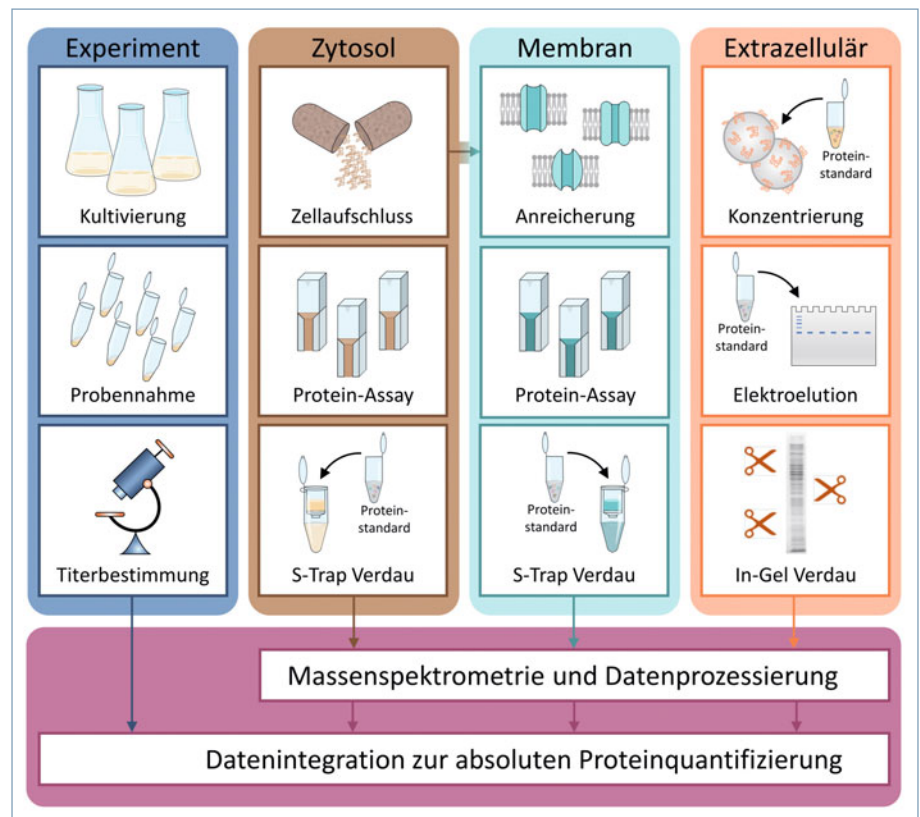 Experiment
Kultivierung
Probennahme
Titerbestimmung
Zytosol
Zellaufschluss
Protein-Assay
Protein-
standard
S-Trap Verdau
Membran
Anreicherung
Protein-Assay
Protein-
standard
S-Trap Verdau
Extrazellulär
Protein-
standard
Konzentrierung
Protein-
standard
Elektroelution
In-Gel Verdau
Massenspektrometrie und Datenprozessierung
Datenintegration zur absoluten Proteinquantifizierung